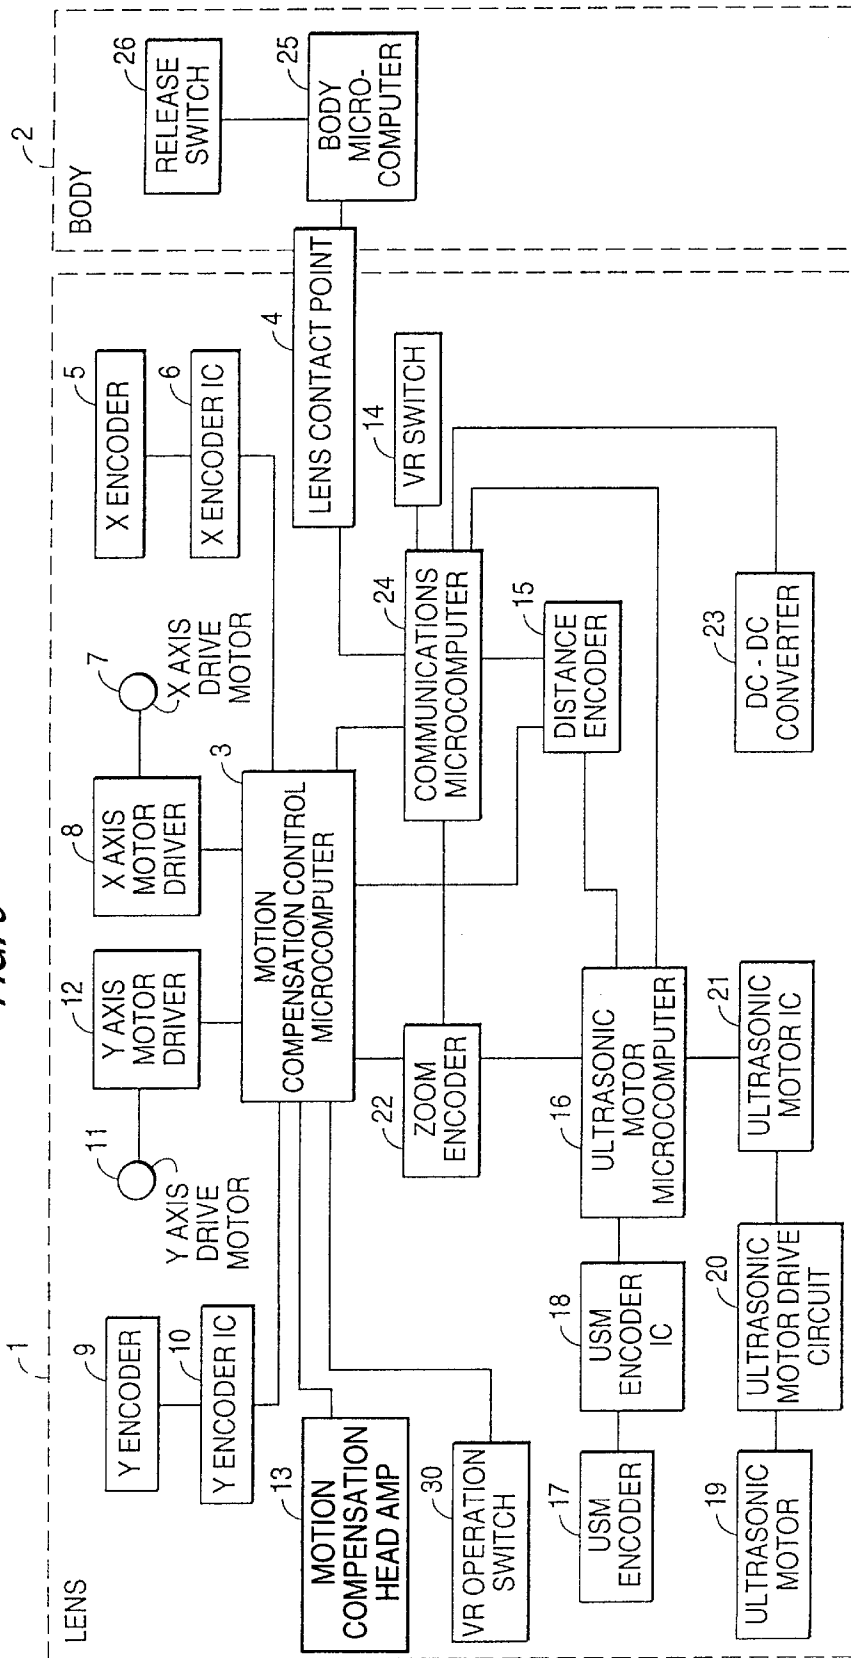 1
LENS
9
Y ENCODER
10
Y ENCODER IC
11
Y AXIS
DRIVE
MOTOR
12
Y AXIS
MOTOR
DRIVER
8
X AXIS
MOTOR
DRIVER
7
X AXIS
DRIVE
MOTOR
5
X ENCODER
6
X ENCODER IC
13
MOTION
COMPENSATION
HEAD AMP
3
MOTION
COMPENSATION CONTROL
MICROCOMPUTER
4
LENS CONTACT POINT
30
VR OPERATION
SWITCH
22
ZOOM
ENCODER
24
COMMUNICATIONS
MICROCOMPUTER
14
VR SWITCH
15
DISTANCE
ENCODER
17
USM
ENCODER
18
USM
ENCODER
IC
16
ULTRASONIC
MOTOR
MICROCOMPUTER
19
ULTRASONIC
MOTOR
20
ULTRASONIC
MOTOR DRIVE
CIRCUIT
21
ULTRASONIC
MOTOR IC
23
DC - DC
CONVERTER
2
BODY
26
RELEASE
SWITCH
25
BODY
MICRO-
COMPUTER